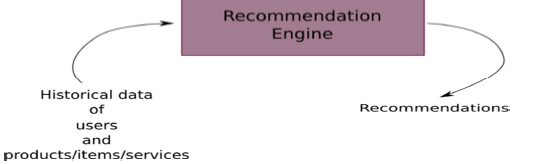 Recommendation
Engine
Historical data
of
users
and
products/items/services
Recommendations